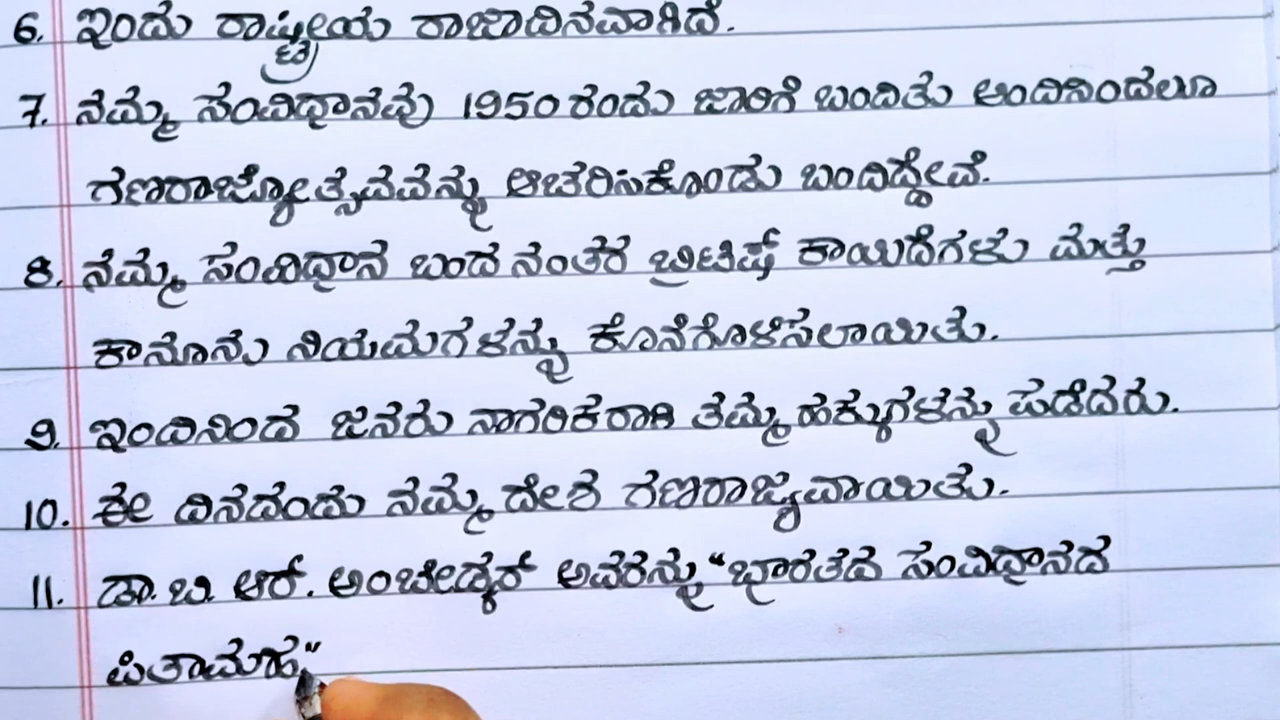 6. ಇಂದು ರಾಷ್ಟ್ರೀಯ ರಾಜಾದಿನವಾಗಿದೆ.
7. ನಮ್ಮ ಸಂವಿಧಾನವು 1950 ರಂದು ಜಾರಿಗೆ ಬಂದಿತು ಅಂದಿನಿಂದಲೂ
ಗಣರಾಜ್ಯೋತ್ಸವವನ್ನು ಆಚರಿಸಿಕೊಂಡು ಬಂದಿದ್ದೇವೆ.
8. ನಮ್ಮ ಸಂವಿಧಾನ ಬಂದ ನಂತರ ಬ್ರಿಟಿಷ್ ಕಾಯಿದೆಗಳು ಮತ್ತು
ಕಾನೂನು ನಿಯಮಗಳನ್ನು ಕೊನೆಗೊಳಿಸಲಾಯಿತು.
9. ಇಂದಿನಿಂದ ಜನರು ನಾಗರಿಕರಾಗಿ ತಮ್ಮ ಹಕ್ಕುಗಳನ್ನು ಪಡೆದರು.
10. ಈ ದಿನದಂದು ನಮ್ಮ ದೇಶ ಗಣರಾಜ್ಯವಾಯಿತು.
11. ಡಾ. ಬಿ. ಆರ್. ಅಂಬೇಡ್ಕರ್ ಅವರನ್ನು "ಭಾರತದ ಸಂವಿಧಾನದ
ಪಿತಾಮಹ"